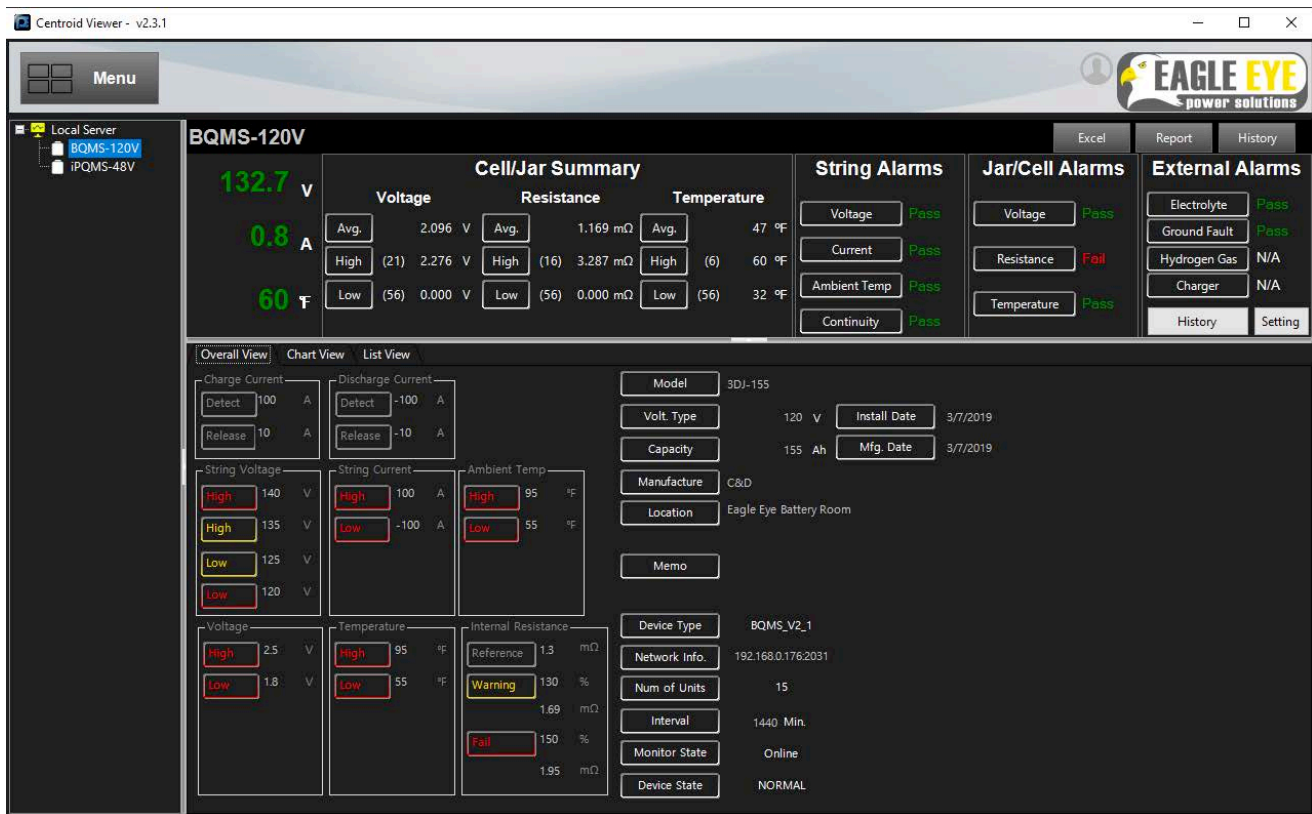 Centroid Viewer - v2.3.1
Menu
EAGLE EYE
power solutions
Local Server
BQMS-120V
iPQMS-48V
BQMS-120V
Excel
Report
History
132.7 V
0.8 A
60 °F
Cell/Jar Summary
Voltage Resistance Temperature
Avg. 2.096 V Avg. 1.169 mΩ Avg. 47 ºF
High (21) 2.276 V High (16) 3.287 mΩ High (6) 60 ºF
Low (56) 0.000 V Low (56) 0.000 mΩ Low (56) 32 ºF
String Alarms
Voltage Pass
Current Pass
Ambient Temp Pass
Continuity Pass
Jar/Cell Alarms
Voltage Pass
Resistance Fail
Temperature Pass
External Alarms
Electrolyte Pass
Ground Fault Pass
Hydrogen Gas N/A
Charger N/A
History Setting
Overall View Chart View List View
Charge Current
Detect 100 A
Release 10 A
Discharge Current
Detect -100 A
Release -10 A
String Voltage
High 140 V
High 135 V
Low 125 V
Low 120 V
String Current
High 100 A
Low -100 A
Ambient Temp
High 95 ºF
Low 55 ºF
Voltage
High 2.5 V
Low 1.8 V
Temperature
High 95 ºF
Low 55 ºF
Internal Resistance
Reference 1.3 mΩ
Warning 130 %
1.69 mΩ
Fail 150 %
1.95 mΩ
Model 3DJ-155
Volt. Type 120 V Install Date 3/7/2019
Capacity 155 Ah Mfg. Date 3/7/2019
Manufacture C&D
Location Eagle Eye Battery Room
Memo
Device Type BQMS_V2_1
Network Info. 192.168.0.176:2031
Num of Units 15
Interval 1440 Min.
Monitor State Online
Device State NORMAL